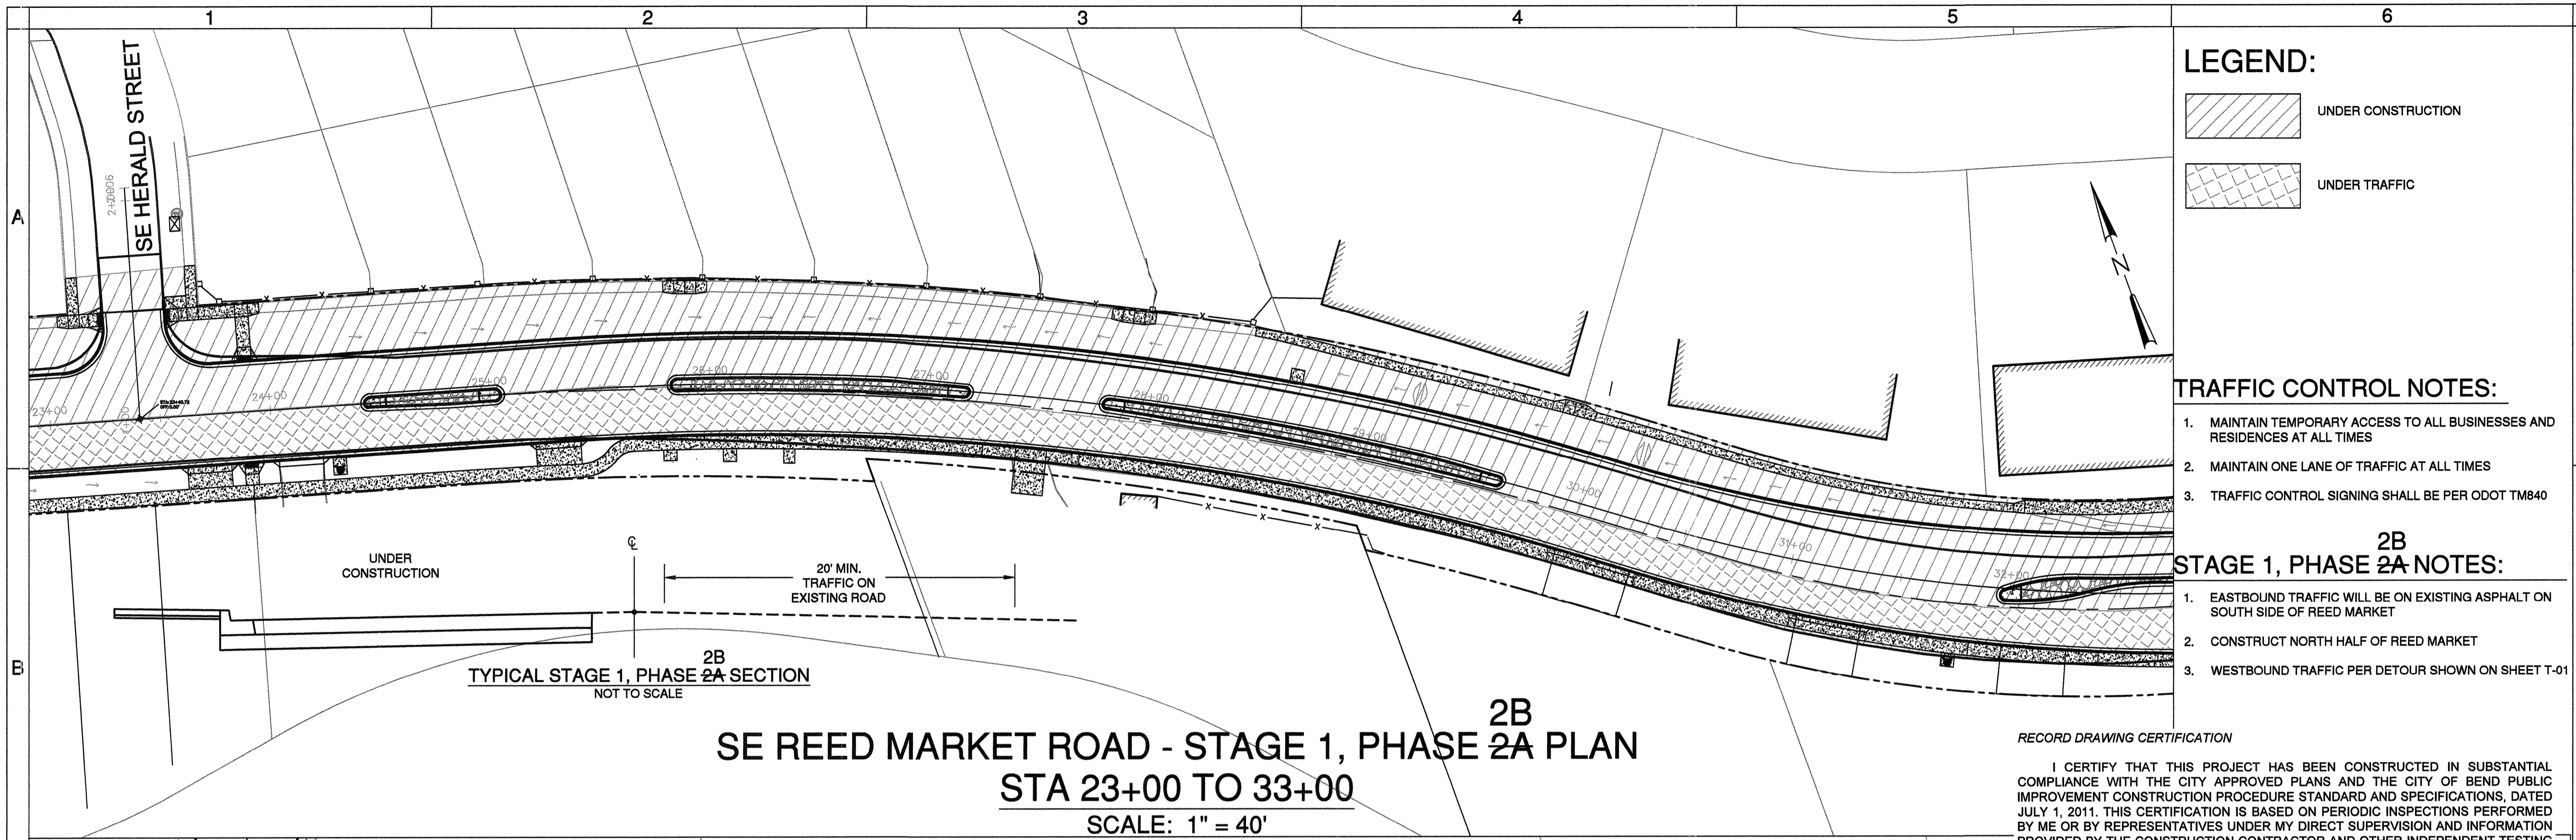 1
2
3
4
5
6
A
B
SE HERALD STREET
23+00
24+00
25+00
26+00
27+00
28+00
29+00
30+00
31+00
32+00
N
LEGEND:
UNDER CONSTRUCTION
UNDER TRAFFIC
TRAFFIC CONTROL NOTES:
1. MAINTAIN TEMPORARY ACCESS TO ALL BUSINESSES AND
RESIDENCES AT ALL TIMES
2. MAINTAIN ONE LANE OF TRAFFIC AT ALL TIMES
3. TRAFFIC CONTROL SIGNING SHALL BE PER ODOT TM840
2B
STAGE 1, PHASE 2A NOTES:
1. EASTBOUND TRAFFIC WILL BE ON EXISTING ASPHALT ON
SOUTH SIDE OF REED MARKET
2. CONSTRUCT NORTH HALF OF REED MARKET
3. WESTBOUND TRAFFIC PER DETOUR SHOWN ON SHEET T-01
UNDER
CONSTRUCTION
20' MIN.
TRAFFIC ON
EXISTING ROAD
2B
TYPICAL STAGE 1, PHASE 2A SECTION
NOT TO SCALE
2B
SE REED MARKET ROAD - STAGE 1, PHASE 2A PLAN
STA 23+00 TO 33+00
SCALE: 1" = 40'
RECORD DRAWING CERTIFICATION
I CERTIFY THAT THIS PROJECT HAS BEEN CONSTRUCTED IN SUBSTANTIAL
COMPLIANCE WITH THE CITY APPROVED PLANS AND THE CITY OF BEND PUBLIC
IMPROVEMENT CONSTRUCTION PROCEDURE STANDARD AND SPECIFICATIONS, DATED
JULY 1, 2011. THIS CERTIFICATION IS BASED ON PERIODIC INSPECTIONS PERFORMED
BY ME OR BY REPRESENTATIVES UNDER MY DIRECT SUPERVISION AND INFORMATION
PROVIDED BY THE CONSTRUCTION CONTRACTOR AND OTHER INDEPENDENT TESTING